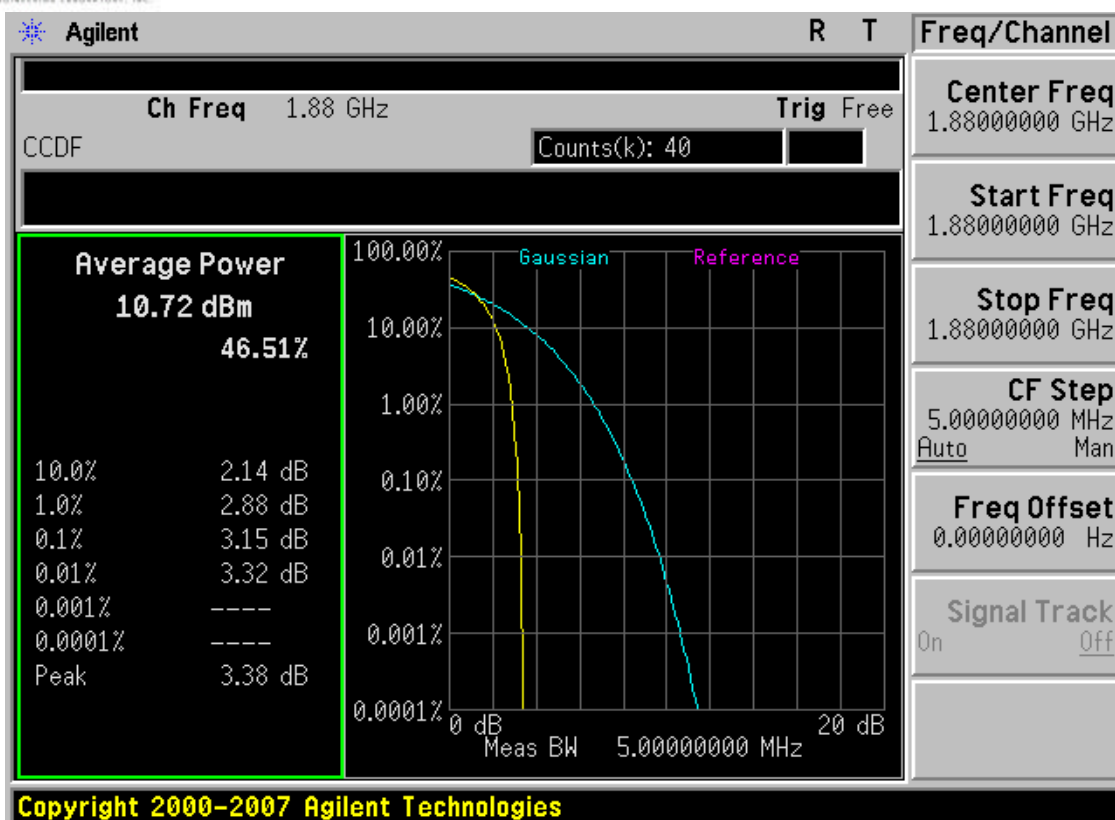 Agilent R T Freq/Channel
Ch Freq 1.88 GHz Trig Free
CCDF Counts(k): 40
Center Freq
1.88000000 GHz
Start Freq
1.88000000 GHz
Stop Freq
1.88000000 GHz
CF Step
5.00000000 MHz
Auto Man
Freq Offset
0.00000000 Hz
Signal Track
On Off
Average Power
10.72 dBm
46.51%
10.0% 2.14 dB
1.0% 2.88 dB
0.1% 3.15 dB
0.01% 3.32 dB
0.001% ----
0.0001% ----
Peak 3.38 dB
Gaussian Reference
100.00%
10.00%
1.00%
0.10%
0.01%
0.001%
0.0001%
0 dB 20 dB
Meas BW 5.00000000 MHz
Copyright 2000-2007 Agilent Technologies